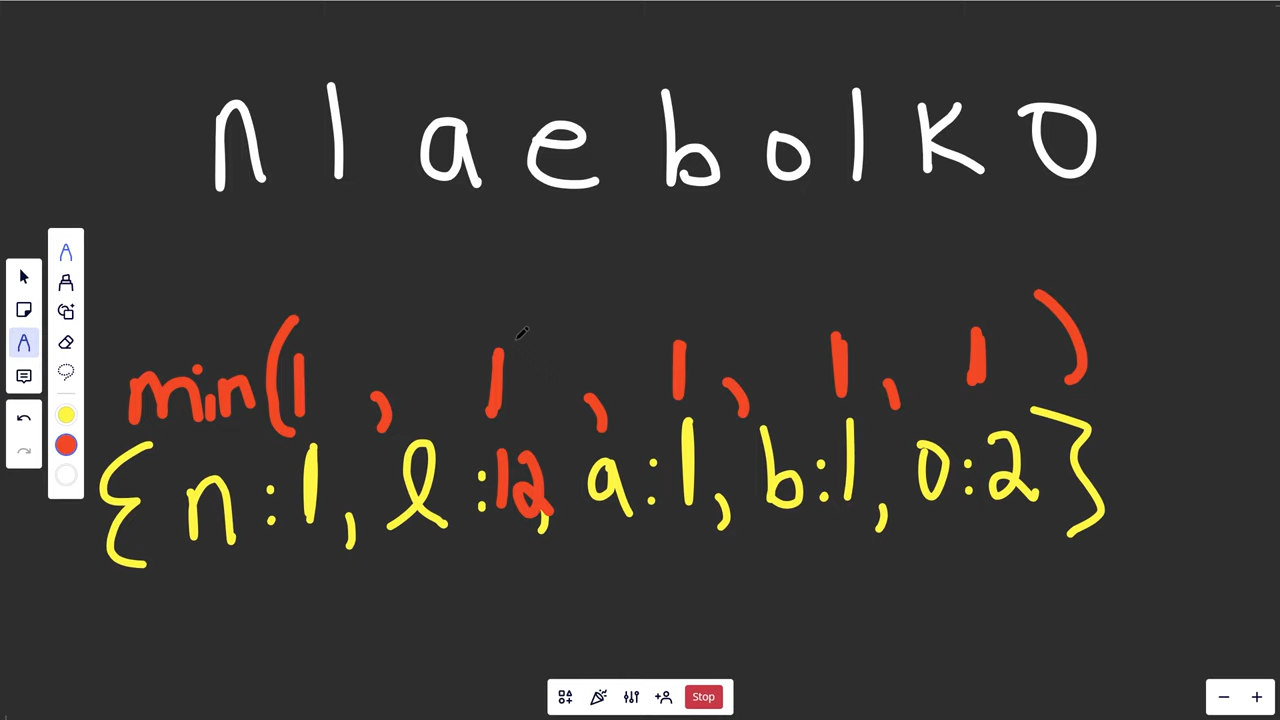 n l a e b o l k o
min(1, 1, 1, 1, 1)
{n:1, l:12, a:1, b:1, o:2}
Stop